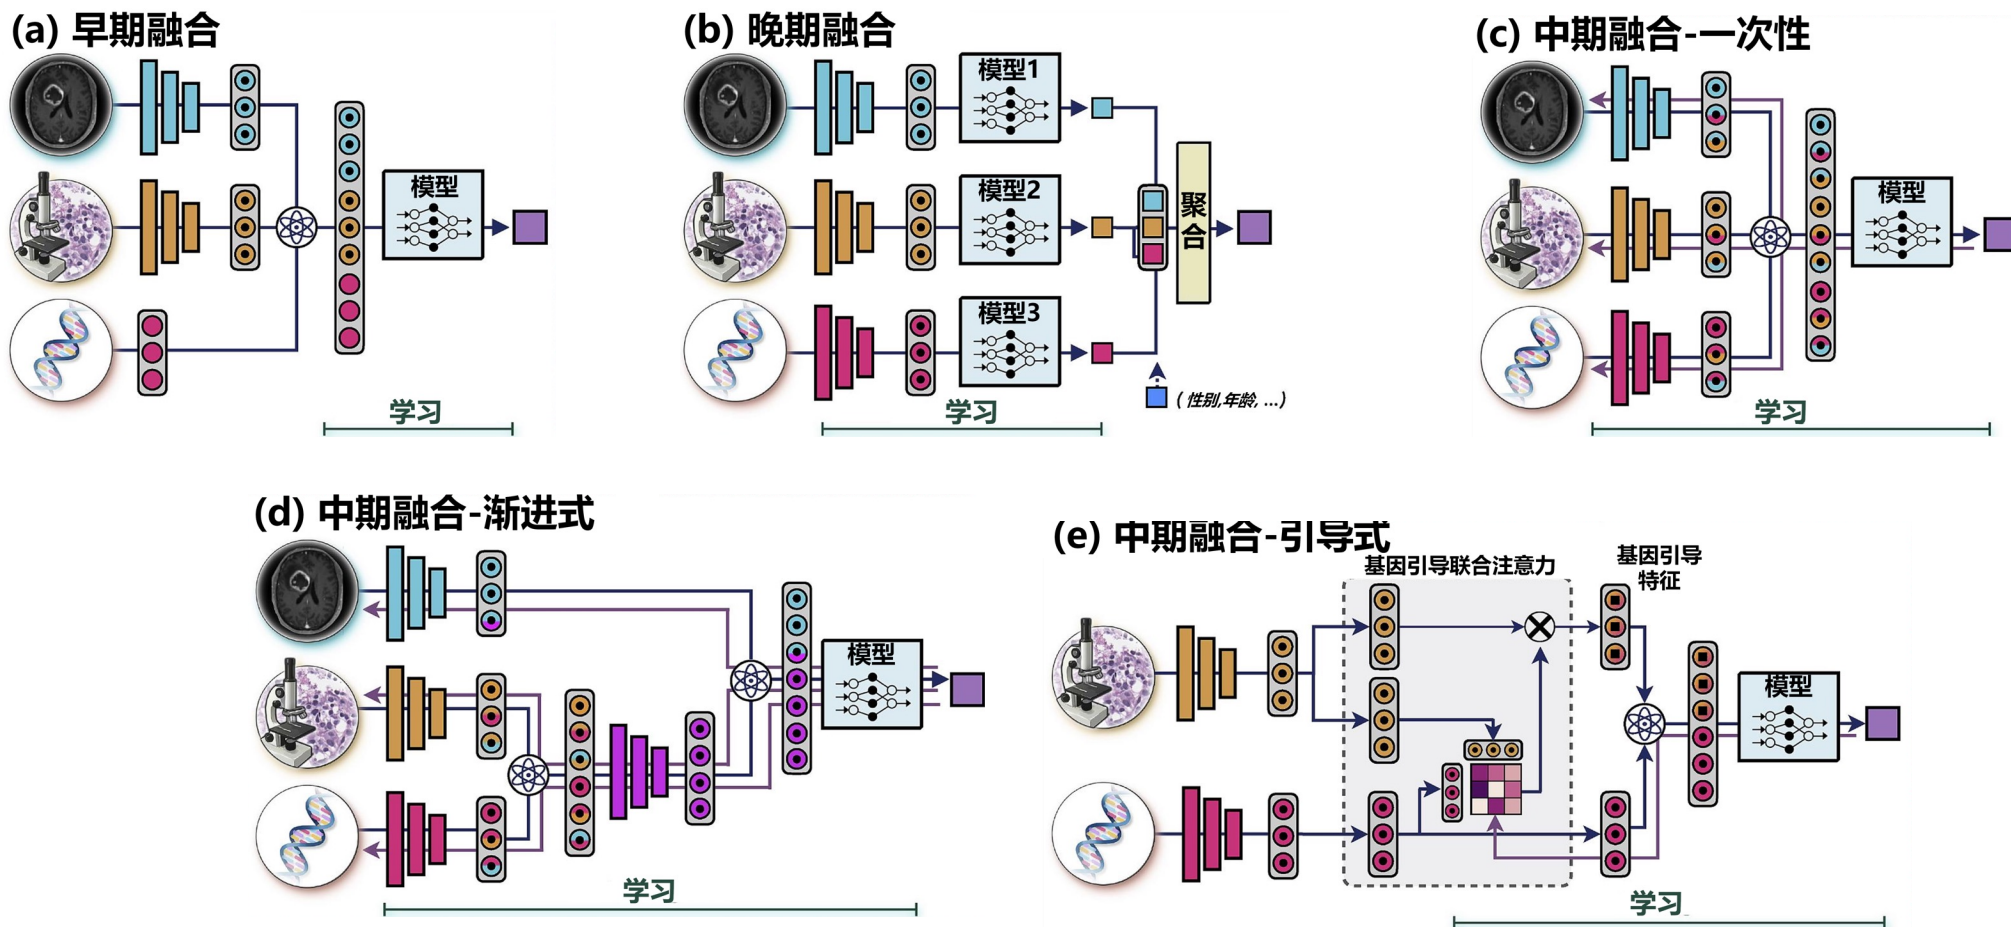 (a) 早期融合
模型
学习
(b) 晚期融合
模型1
模型2
模型3
聚合
(性别,年龄, ...)
学习
(c) 中期融合-一次性
模型
学习
(d) 中期融合-渐进式
模型
学习
(e) 中期融合-引导式
基因引导联合注意力
基因引导
特征
模型
学习